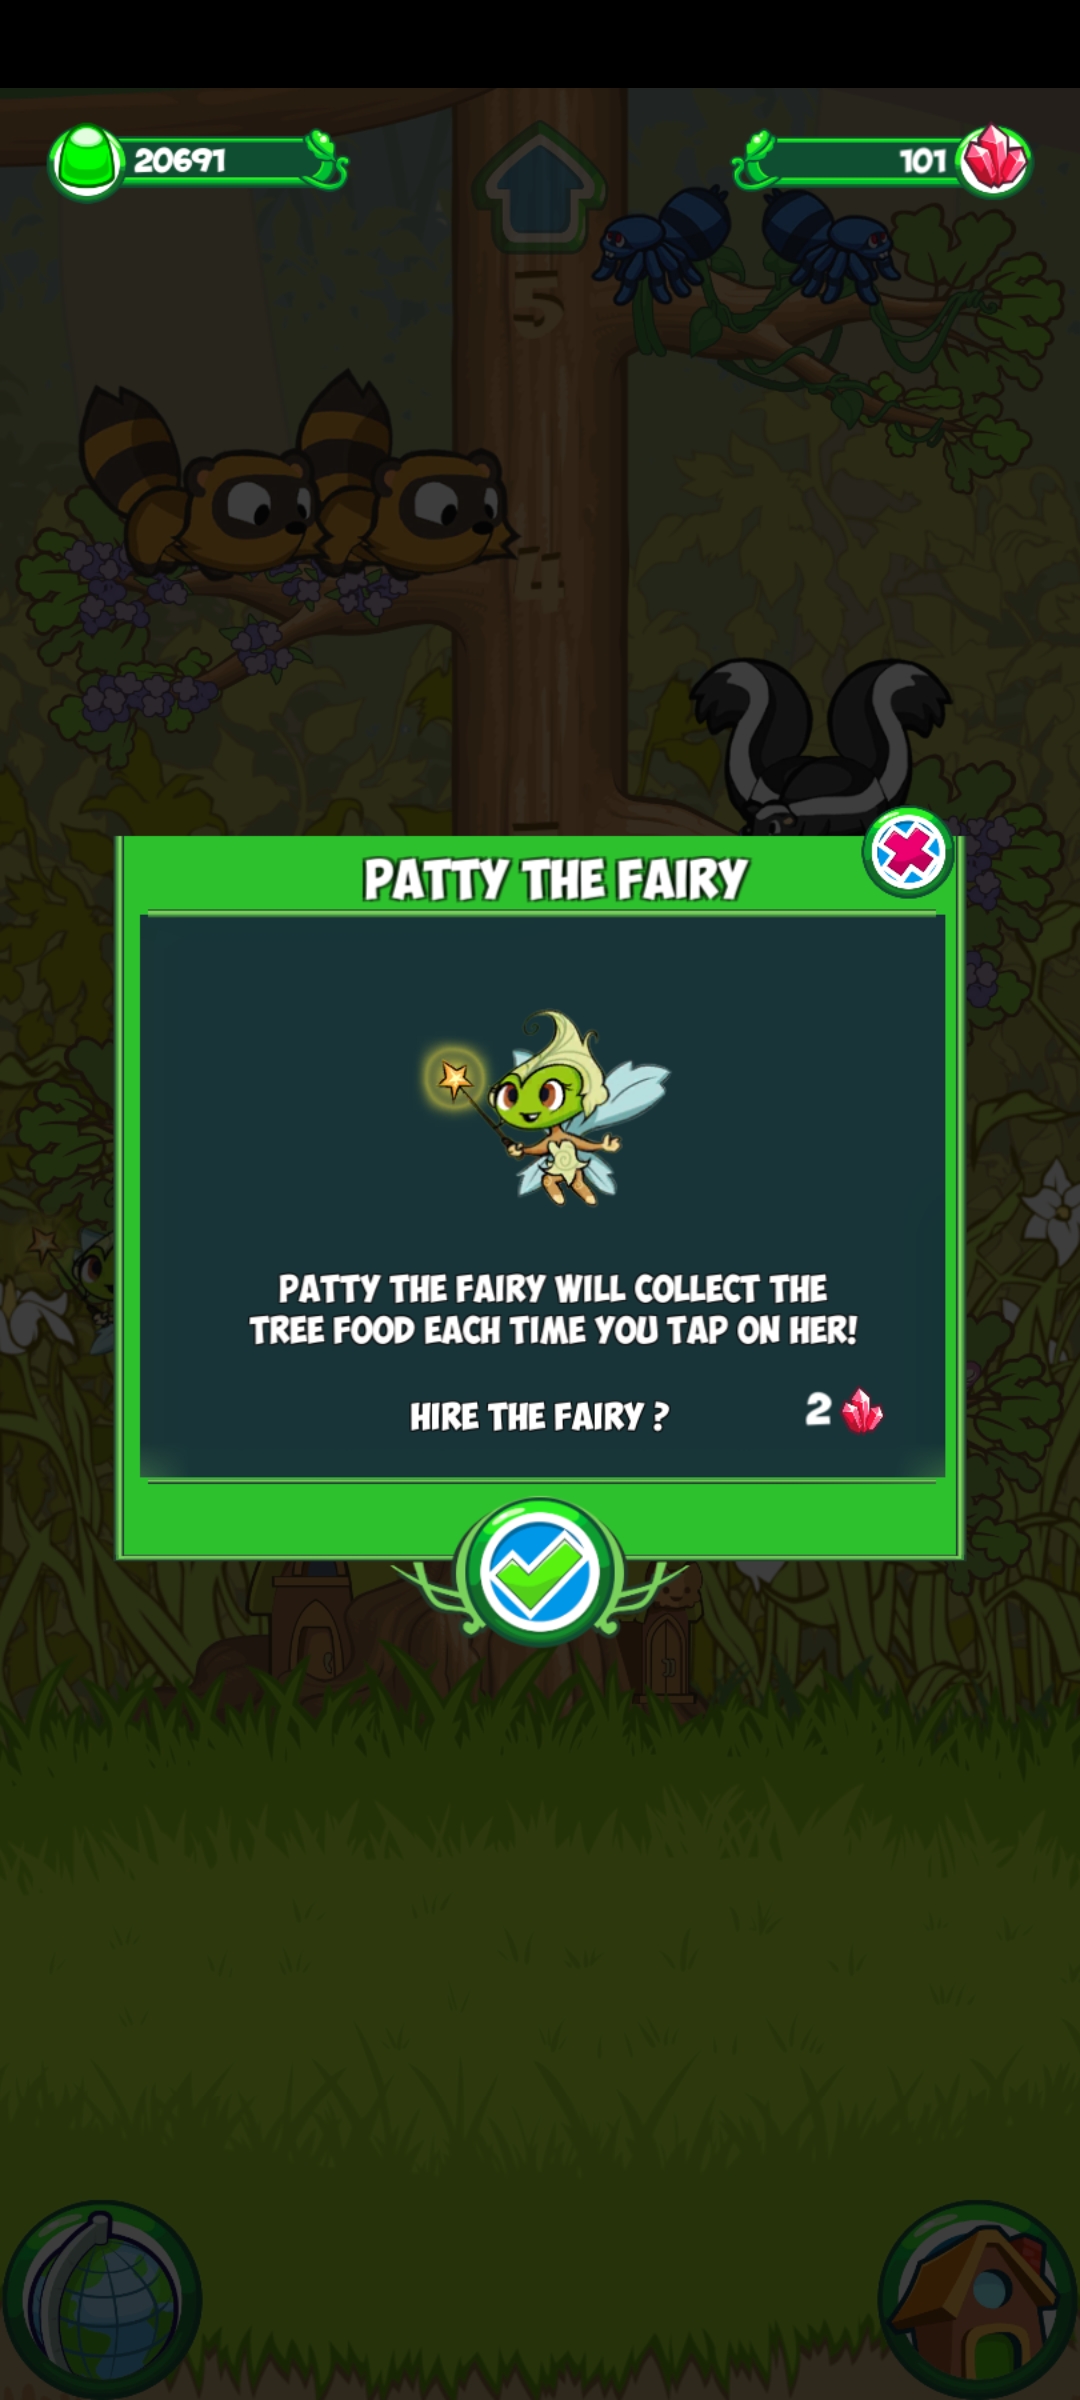 20691
101
5
4
PATTY THE FAIRY
PATTY THE FAIRY WILL COLLECT THE
TREE FOOD EACH TIME YOU TAP ON HER!
HIRE THE FAIRY ?
2